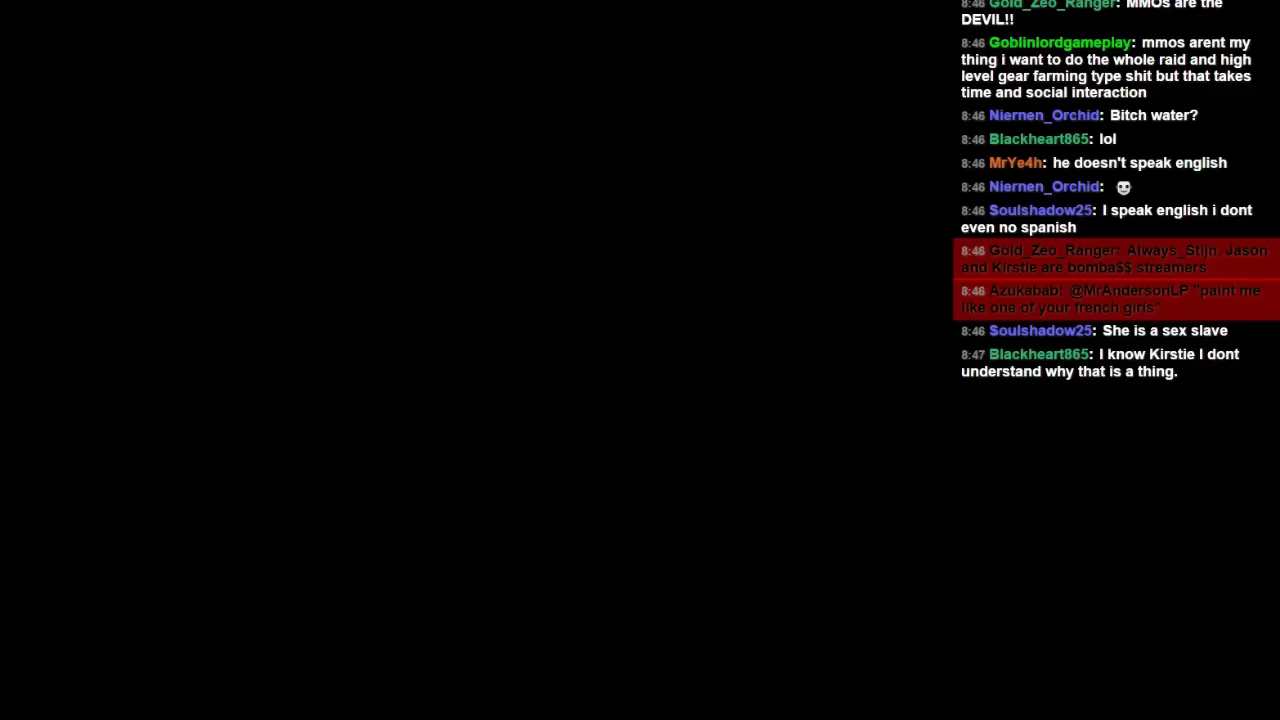 8:46 Gold_Zeo_Ranger: MMOs are the
DEVIL!!
8:46 Goblinlordgameplay: mmos arent my
thing i want to do the whole raid and high
level gear farming type shit but that takes
time and social interaction
8:46 Niernen_Orchid: Bitch water?
8:46 Blackheart865: lol
8:46 MrYe4h: he doesn't speak english
8:46 Niernen_Orchid:
8:46 Soulshadow25: I speak english i dont
even no spanish
8:46 Gold_Zeo_Ranger: Always_Stijn, Jason
and Kirstie are bomba$$ streamers
8:46 Azukabab: @MrAndersonLP "paint me
like one of your french girls"
8:46 Soulshadow25: She is a sex slave
8:47 Blackheart865: I know Kirstie I dont
understand why that is a thing.